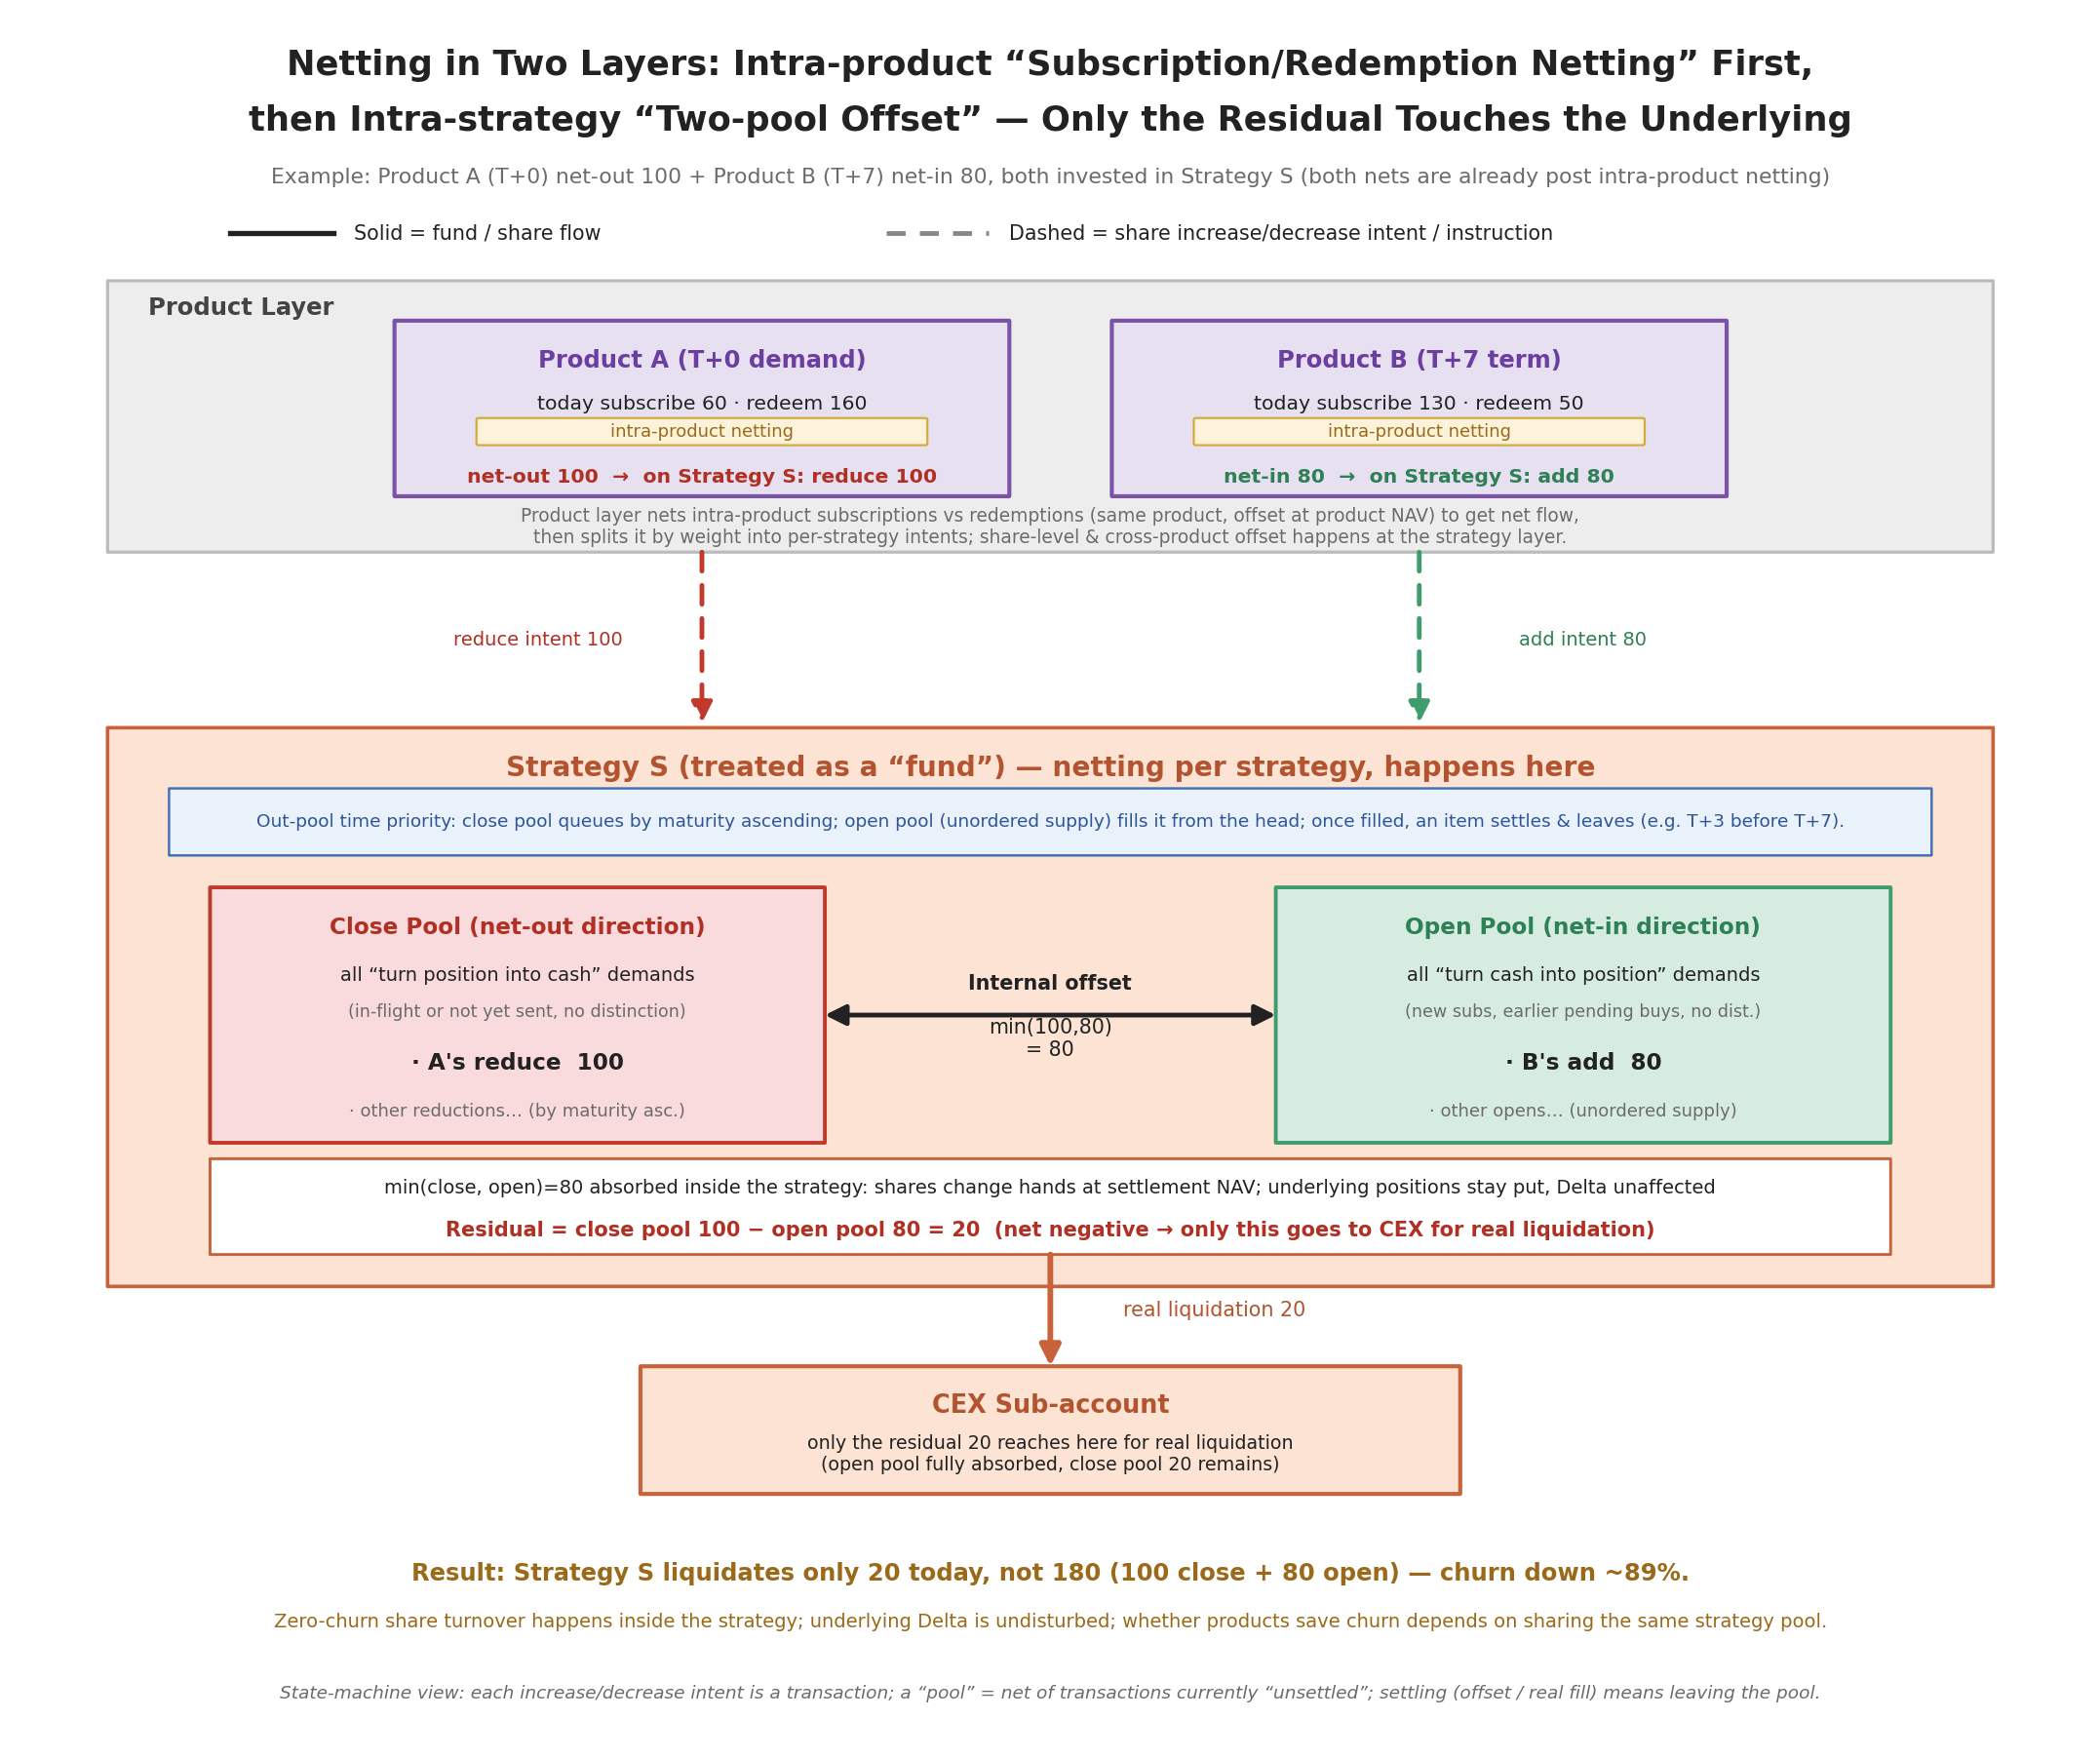 Netting in Two Layers: Intra-product “Subscription/Redemption Netting” First,
then Intra-strategy “Two-pool Offset” — Only the Residual Touches the Underlying
Example: Product A (T+0) net-out 100 + Product B (T+7) net-in 80, both invested in Strategy S (both nets are already post intra-product netting)
Solid = fund / share flow
Dashed = share increase/decrease intent / instruction
Product Layer
Product A (T+0 demand)
today subscribe 60 · redeem 160
intra-product netting
net-out 100 → on Strategy S: reduce 100
Product B (T+7 term)
today subscribe 130 · redeem 50
intra-product netting
net-in 80 → on Strategy S: add 80
Product layer nets intra-product subscriptions vs redemptions (same product, offset at product NAV) to get net flow,
then splits it by weight into per-strategy intents; share-level & cross-product offset happens at the strategy layer.
reduce intent 100
add intent 80
Strategy S (treated as a “fund”) — netting per strategy, happens here
Out-pool time priority: close pool queues by maturity ascending; open pool (unordered supply) fills it from the head; once filled, an item settles & leaves (e.g. T+3 before T+7).
Close Pool (net-out direction)
all “turn position into cash” demands
(in-flight or not yet sent, no distinction)
· A's reduce 100
· other reductions… (by maturity asc.)
Internal offset
min(100,80)
= 80
Open Pool (net-in direction)
all “turn cash into position” demands
(new subs, earlier pending buys, no dist.)
· B's add 80
· other opens… (unordered supply)
min(close, open)=80 absorbed inside the strategy: shares change hands at settlement NAV; underlying positions stay put, Delta unaffected
Residual = close pool 100 − open pool 80 = 20 (net negative → only this goes to CEX for real liquidation)
real liquidation 20
CEX Sub-account
only the residual 20 reaches here for real liquidation
(open pool fully absorbed, close pool 20 remains)
Result: Strategy S liquidates only 20 today, not 180 (100 close + 80 open) — churn down ~89%.
Zero-churn share turnover happens inside the strategy; underlying Delta is undisturbed; whether products save churn depends on sharing the same strategy pool.
State-machine view: each increase/decrease intent is a transaction; a “pool” = net of transactions currently “unsettled”; settling (offset / real fill) means leaving the pool.